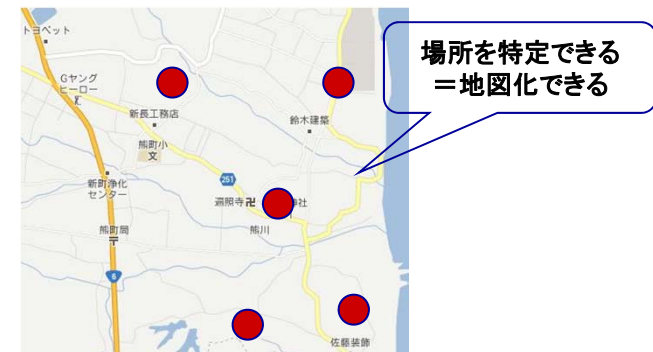 トヨペット
場所を特定できる
＝地図化できる
Gヤング
ヒーロー
新長工務店
鈴木建築
熊町小
文
新町浄化
センター
251
遍照寺卍
神社
熊川
熊町局
〒
6
佐藤装飾